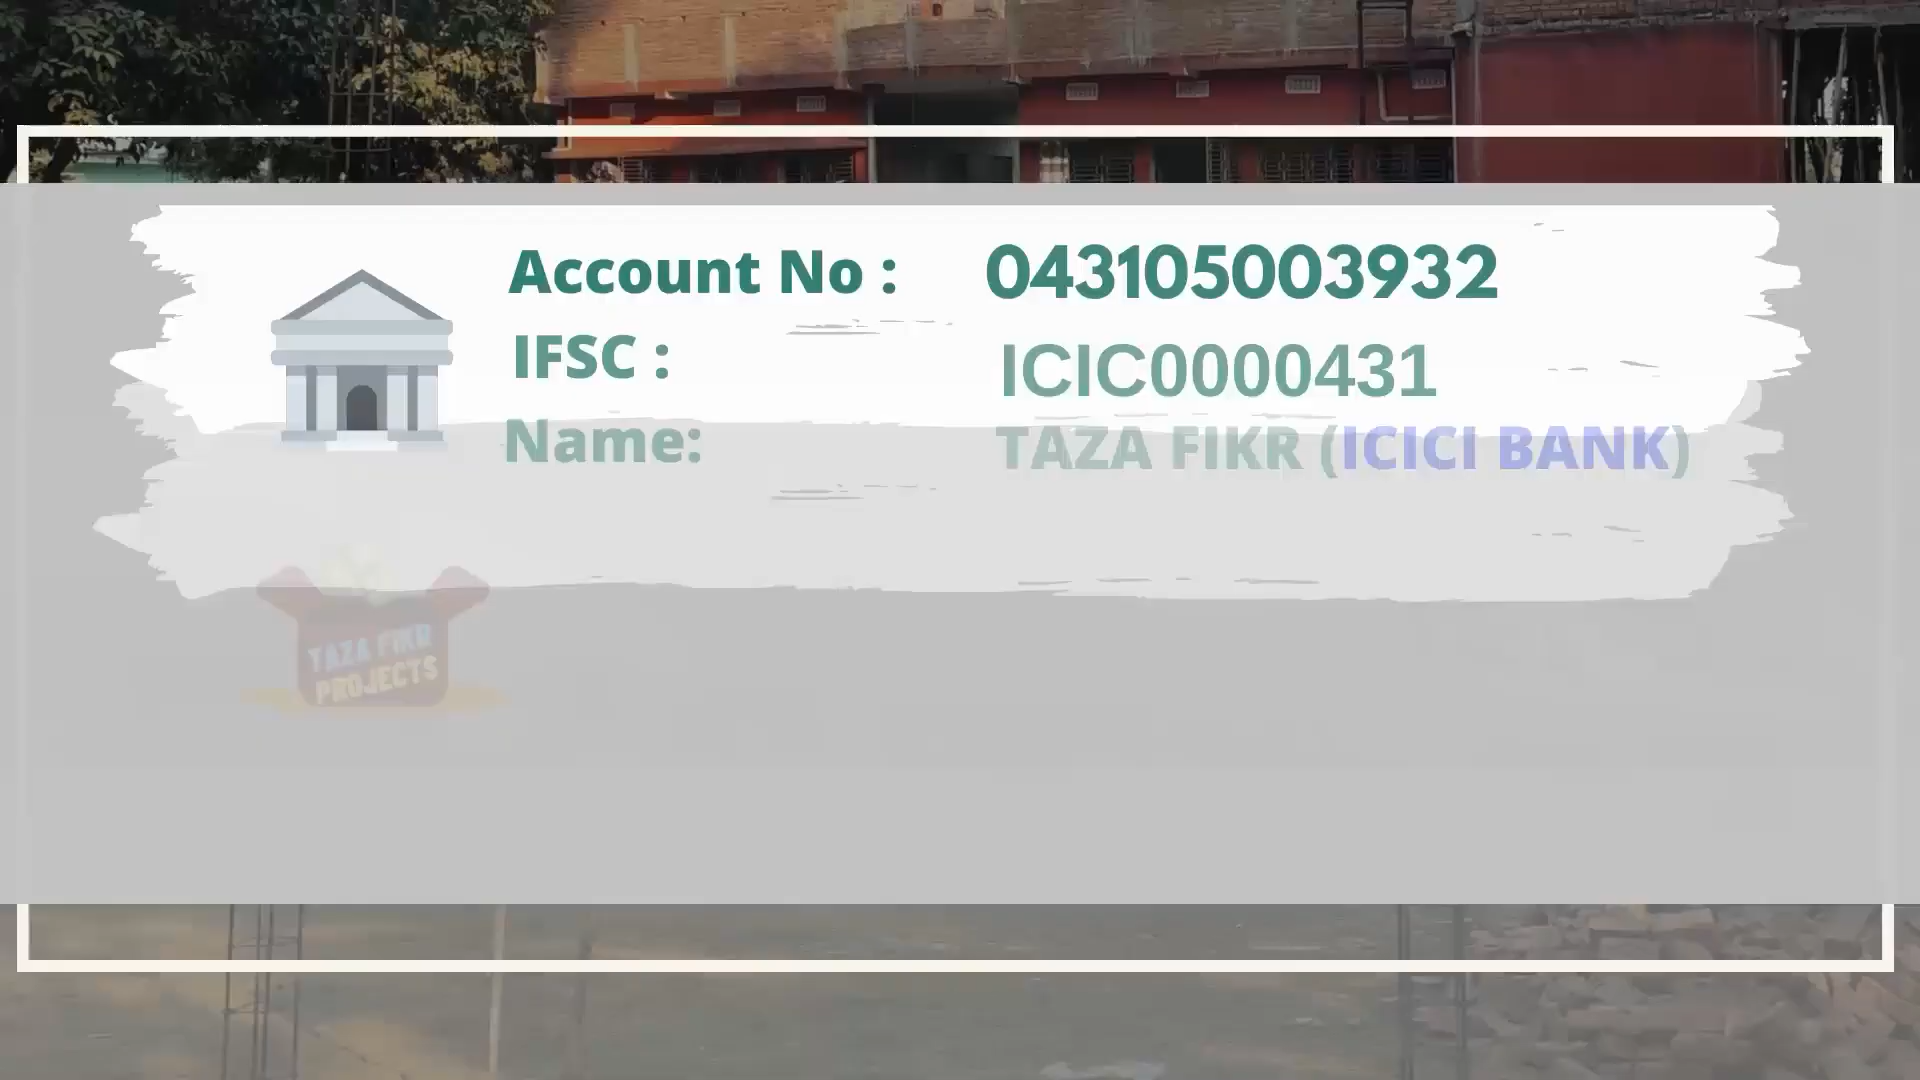 Account No : 043105003932
IFSC : ICIC0000431
Name: TAZA FIKR (ICICI BANK)
TAZA FIKR
PROJECTS